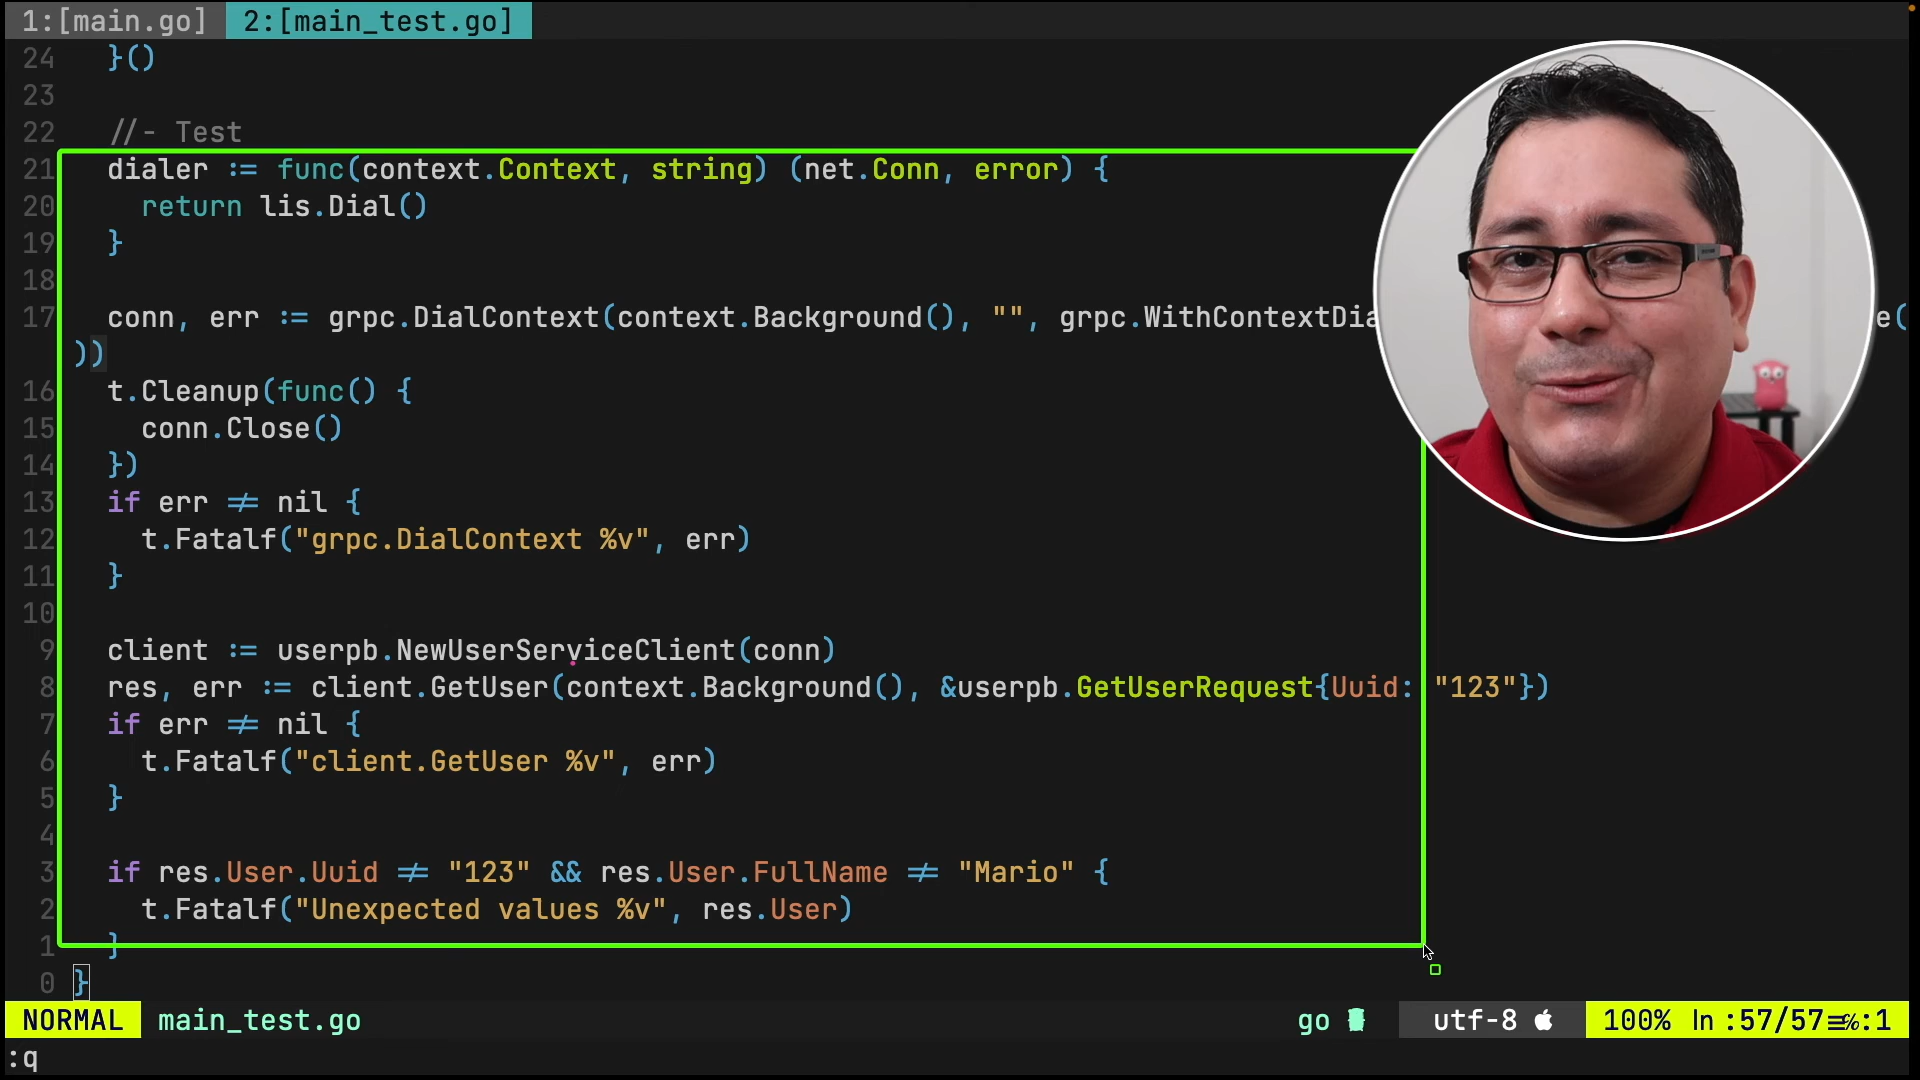 1:[main.go] 2:[main_test.go]
24 }()
23
22 //- Test
21 dialer := func(context.Context, string) (net.Conn, error) {
20 return lis.Dial()
19 }
18
17 conn, err := grpc.DialContext(context.Background(), "", grpc.WithContextDia e(
))
16 t.Cleanup(func() {
15 conn.Close()
14 })
13 if err != nil {
12 t.Fatalf("grpc.DialContext %v", err)
11 }
10
9 client := userpb.NewUserServiceClient(conn)
8 res, err := client.GetUser(context.Background(), &userpb.GetUserRequest{Uuid: "123"})
7 if err != nil {
6 t.Fatalf("client.GetUser %v", err)
5 }
4
3 if res.User.Uuid != "123" && res.User.FullName != "Mario" {
2 t.Fatalf("Unexpected values %v", res.User)
1 }
0 }
NORMAL main_test.go go utf-8 100% ln :57/57≡%:1
:q